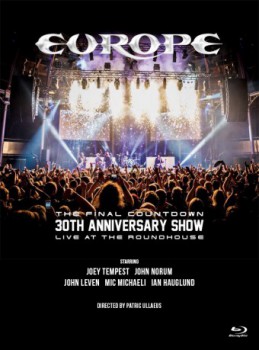 EUROPE
THE FINAL COUNTDOWN
30TH ANNIVERSARY SHOW
LIVE AT THE ROUNDHOUSE
STARRING
JOEY TEMPEST JOHN NORUM
JOHN LEVEN MIC MICHAELI IAN HAUGLUND
DIRECTED BY PATRIC ULLAEUS
Blu-ray